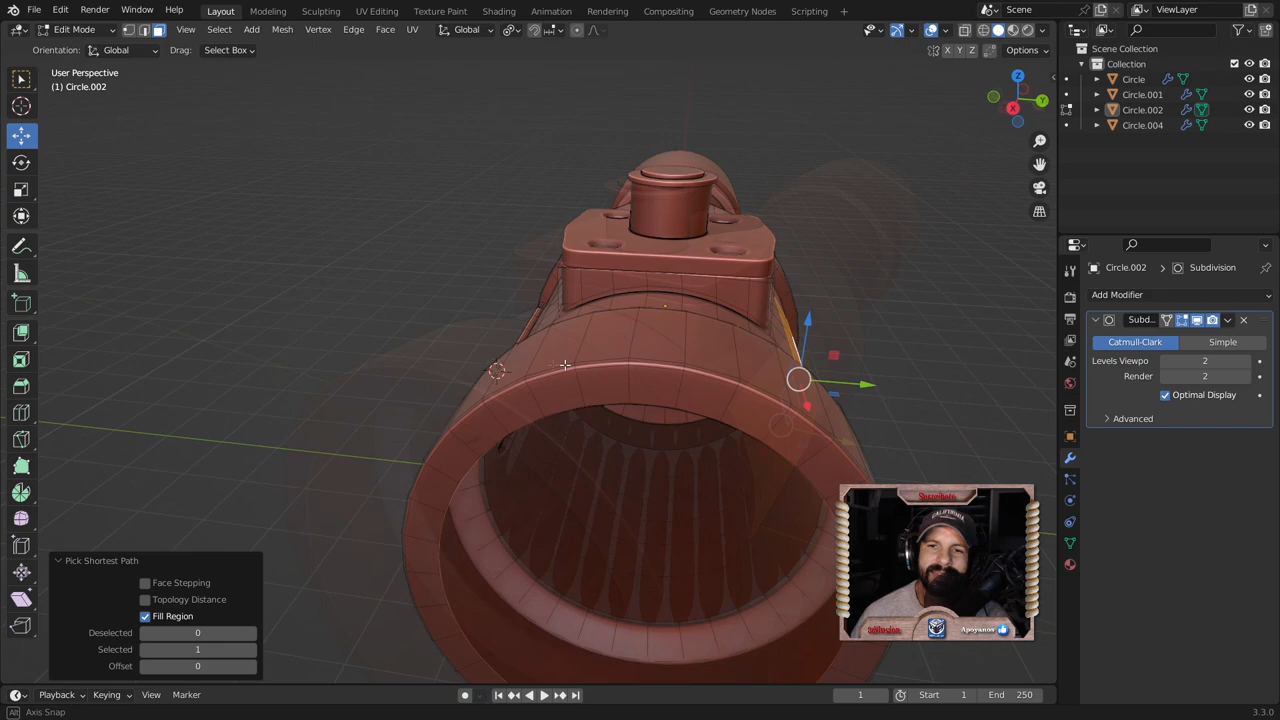 File Edit Render Window Help Layout Modeling Sculpting UV Editing Texture Paint Shading Animation Rendering Compositing Geometry Nodes Scripting + Scene ViewLayer
Edit Mode View Select Add Mesh Vertex Edge Face UV Global
Orientation: Global Drag: Select Box X Y Z Options
User Perspective
(1) Circle.002
Z
Y
X
Scene Collection
Collection
Circle
Circle.001
Circle.002
Circle.004
Circle.002 > Subdivision
Add Modifier
Subd...
Catmull-Clark Simple
Levels Viewpo 2
Render 2
Optimal Display
Advanced
Pick Shortest Path
Face Stepping
Topology Distance
Fill Region
Deselected 0
Selected 1
Offset 0
CALIFORNIA
Apoyanos
Playback Keying View Marker 1 Start 1 End 250
Alt Axis Snap 3.3.0